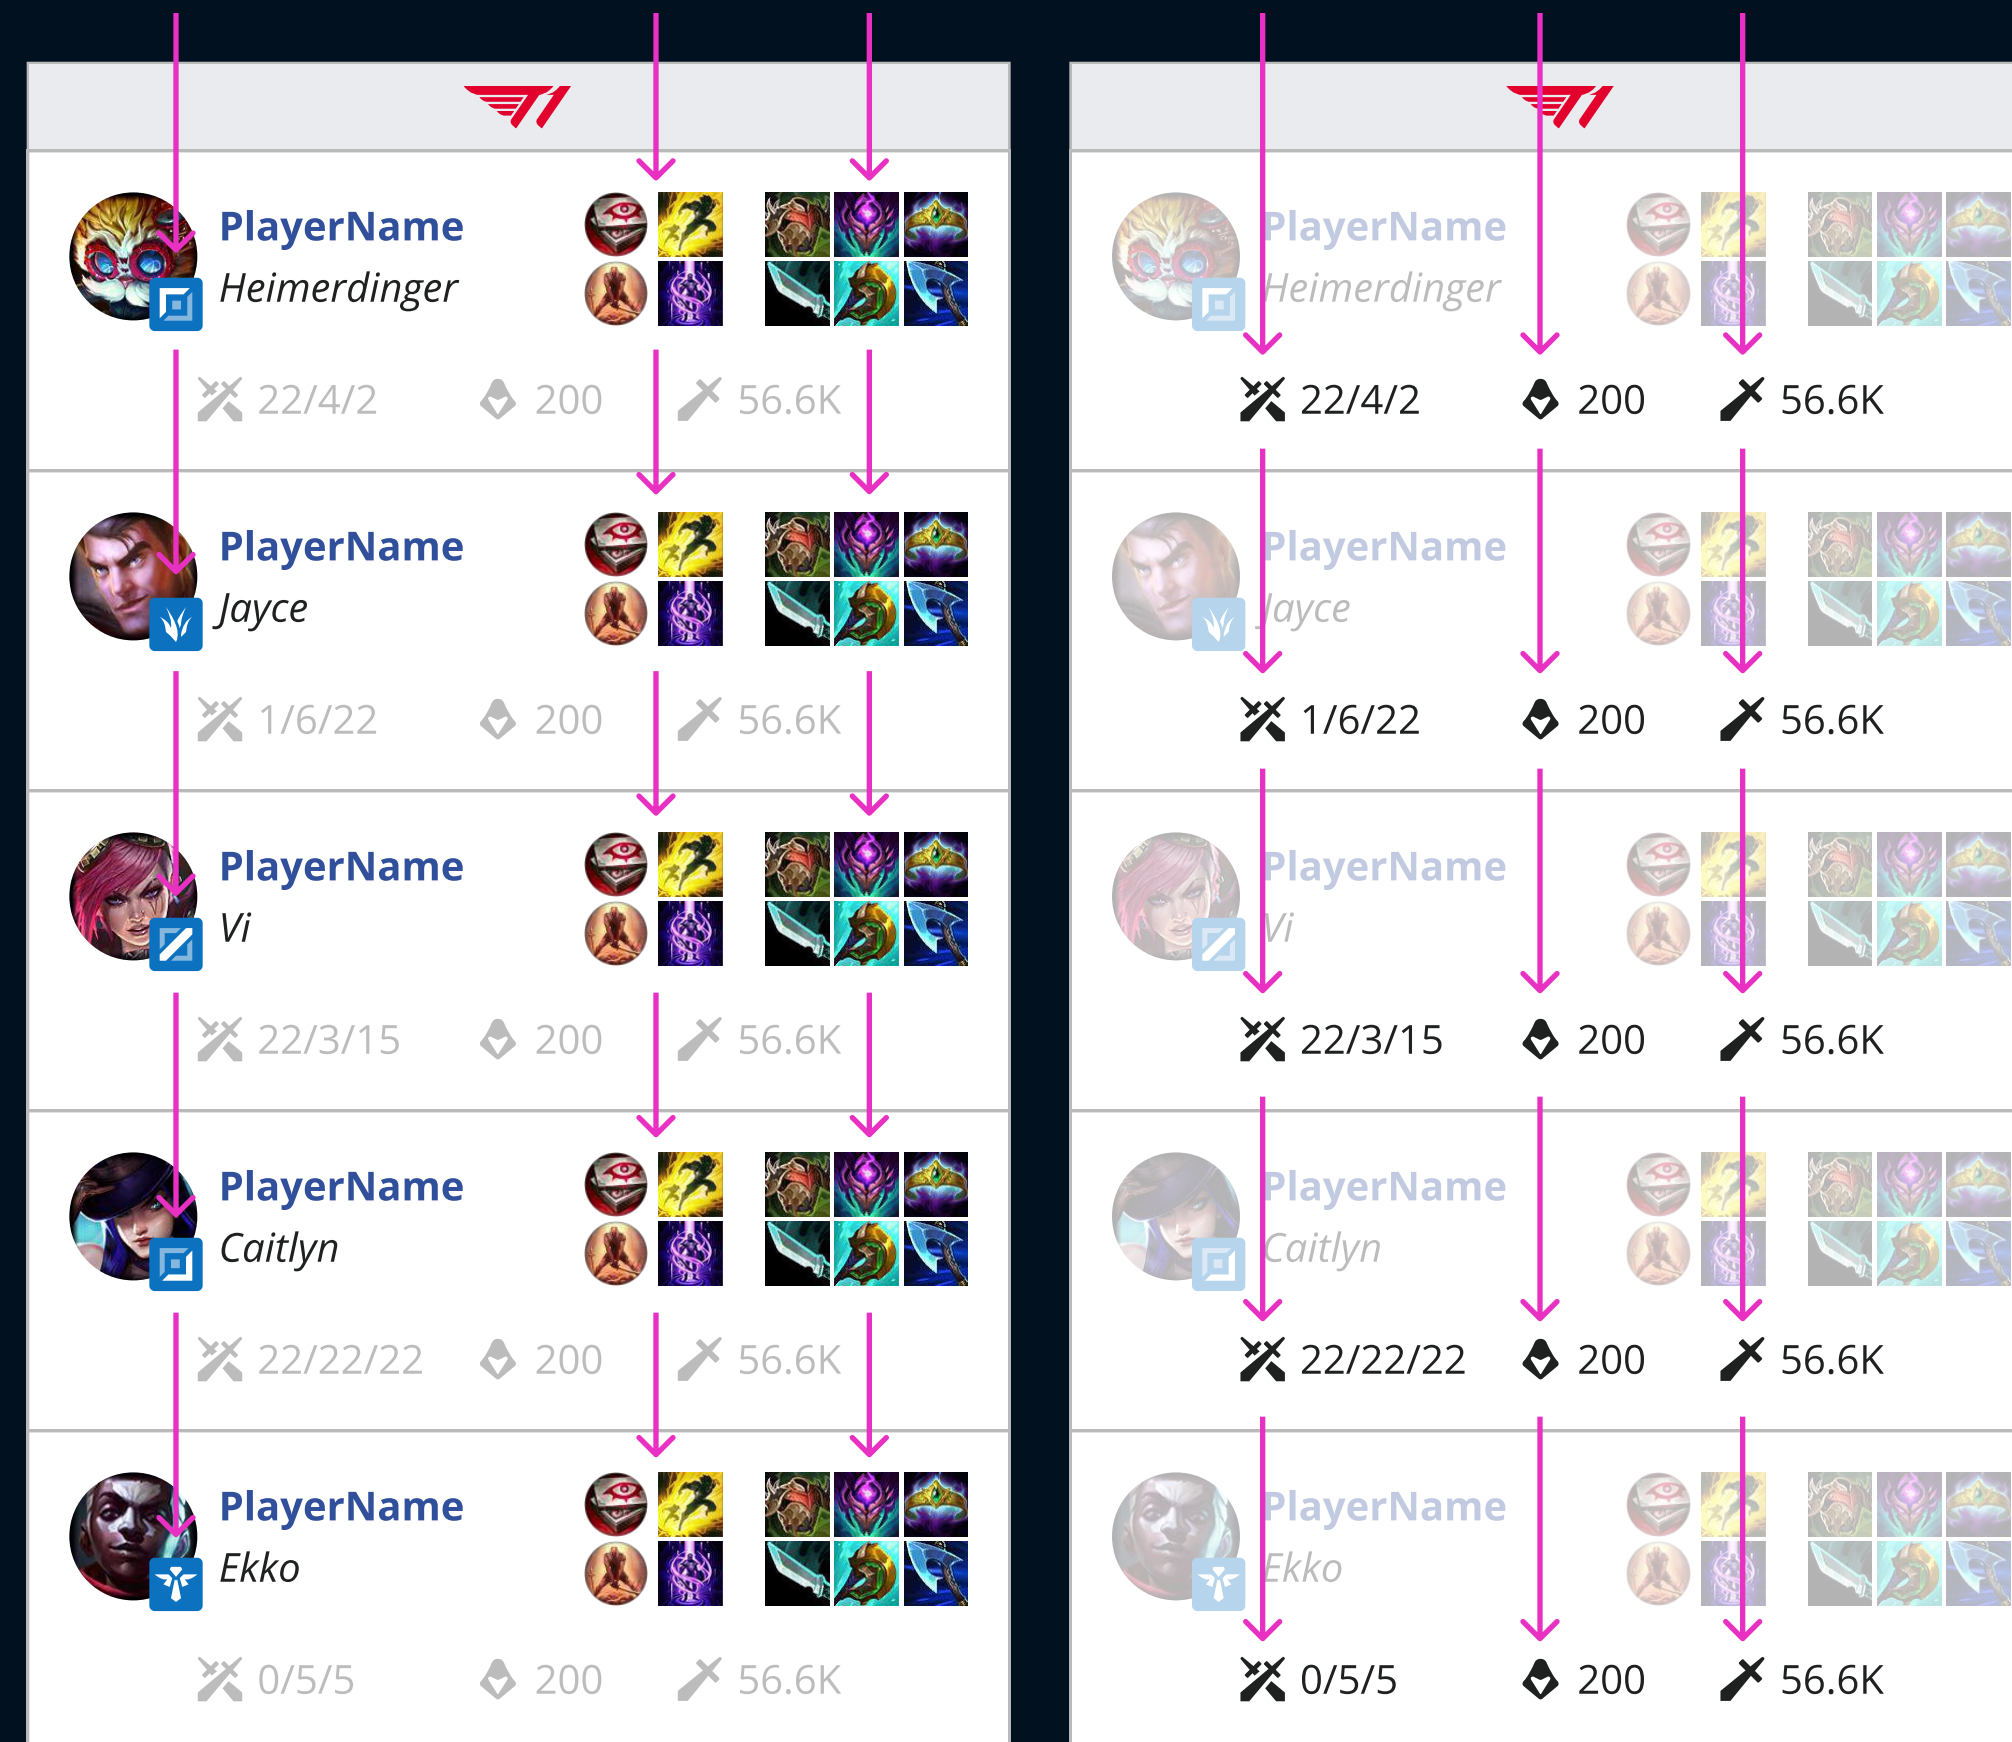 T1
PlayerName
Heimerdinger
22/4/2 200 56.6K
PlayerName
Jayce
1/6/22 200 56.6K
PlayerName
Vi
22/3/15 200 56.6K
PlayerName
Caitlyn
22/22/22 200 56.6K
PlayerName
Ekko
0/5/5 200 56.6K
T1
PlayerName
Heimerdinger
22/4/2 200 56.6K
PlayerName
Jayce
1/6/22 200 56.6K
PlayerName
Vi
22/3/15 200 56.6K
PlayerName
Caitlyn
22/22/22 200 56.6K
PlayerName
Ekko
0/5/5 200 56.6K